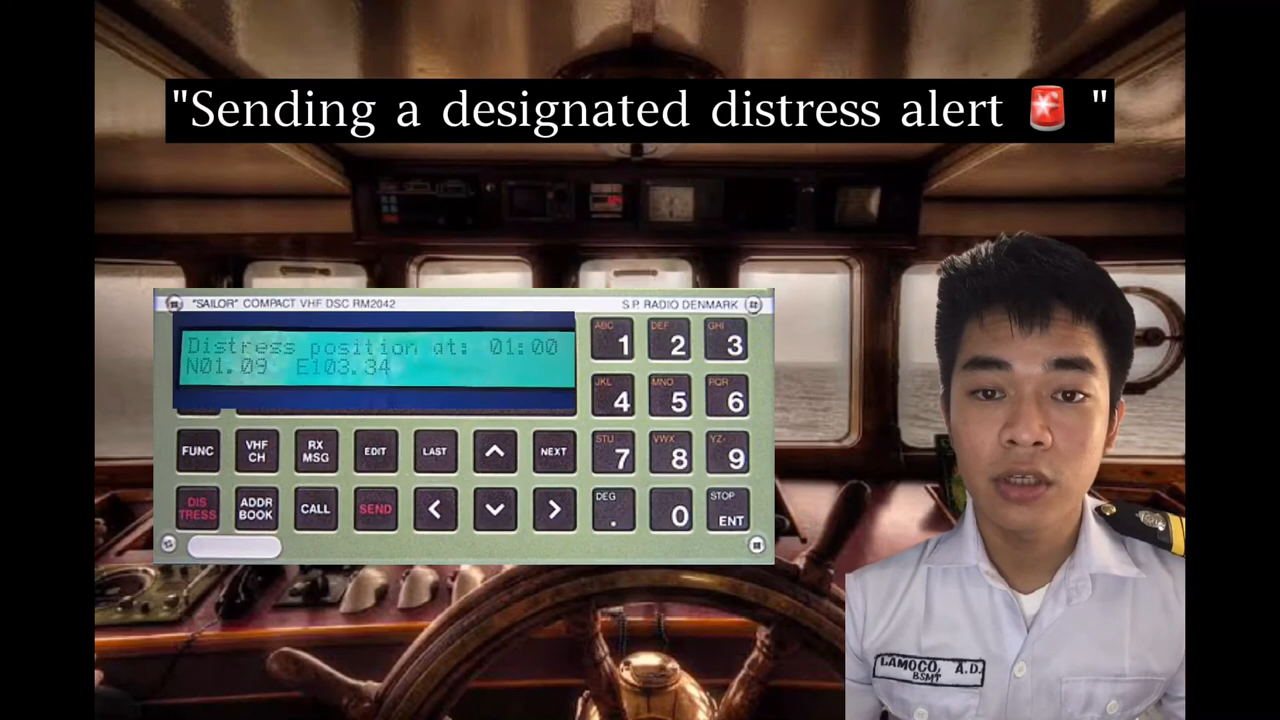 "Sending a designated distress alert 🚨 "
"SAILOR" COMPACT VHF DSC RM2042 S.P. RADIO DENMARK
Distress position at: 01:00
N01.09 E103.34
ABC 1 DEF 2 GHI 3
JKL 4 MNO 5 PQR 6
FUNC VHF CH RX MSG EDIT LAST NEXT STU 7 VWX 8 YZ- 9
DIS TRESS ADDR BOOK CALL SEND DEG . 0 STOP ENT
LAMOCO, A.D.
BSMT